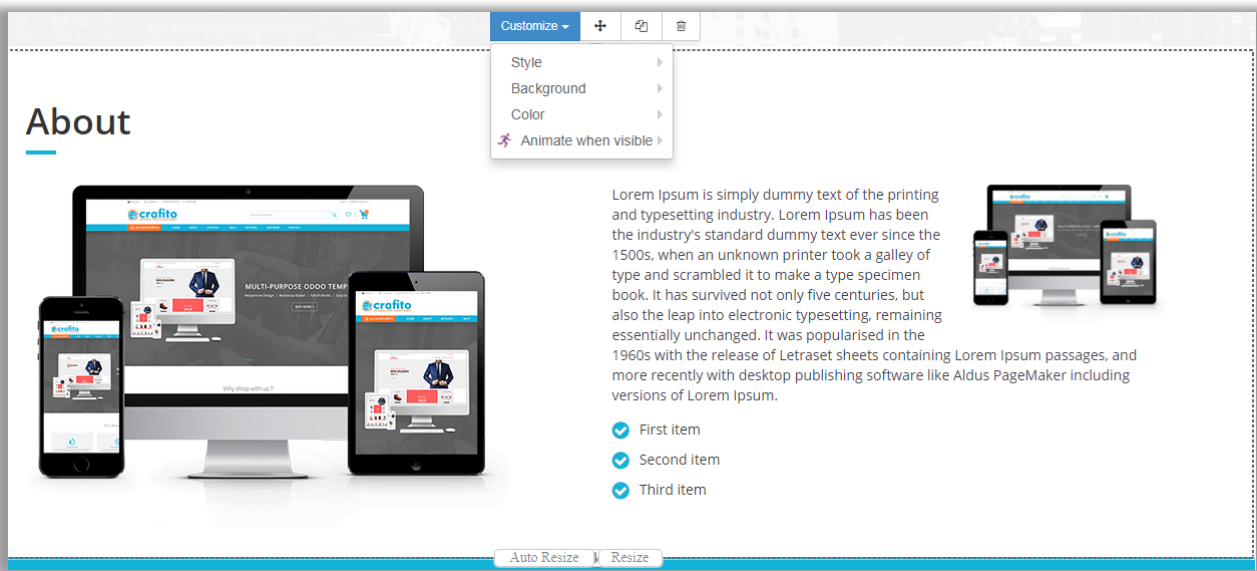 Customize
Style
Background
Color
Animate when visible
About
crafito
MULTI-PURPOSE ODOO TEMP
BUY NOW
Why shop with us ?
crafito
crafito
Lorem Ipsum is simply dummy text of the printing
and typesetting industry. Lorem Ipsum has been
the industry's standard dummy text ever since the
1500s, when an unknown printer took a galley of
type and scrambled it to make a type specimen
book. It has survived not only five centuries, but
also the leap into electronic typesetting, remaining
essentially unchanged. It was popularised in the
1960s with the release of Letraset sheets containing Lorem Ipsum passages, and
more recently with desktop publishing software like Aldus PageMaker including
versions of Lorem Ipsum.
First item
Second item
Third item
Auto Resize
Resize